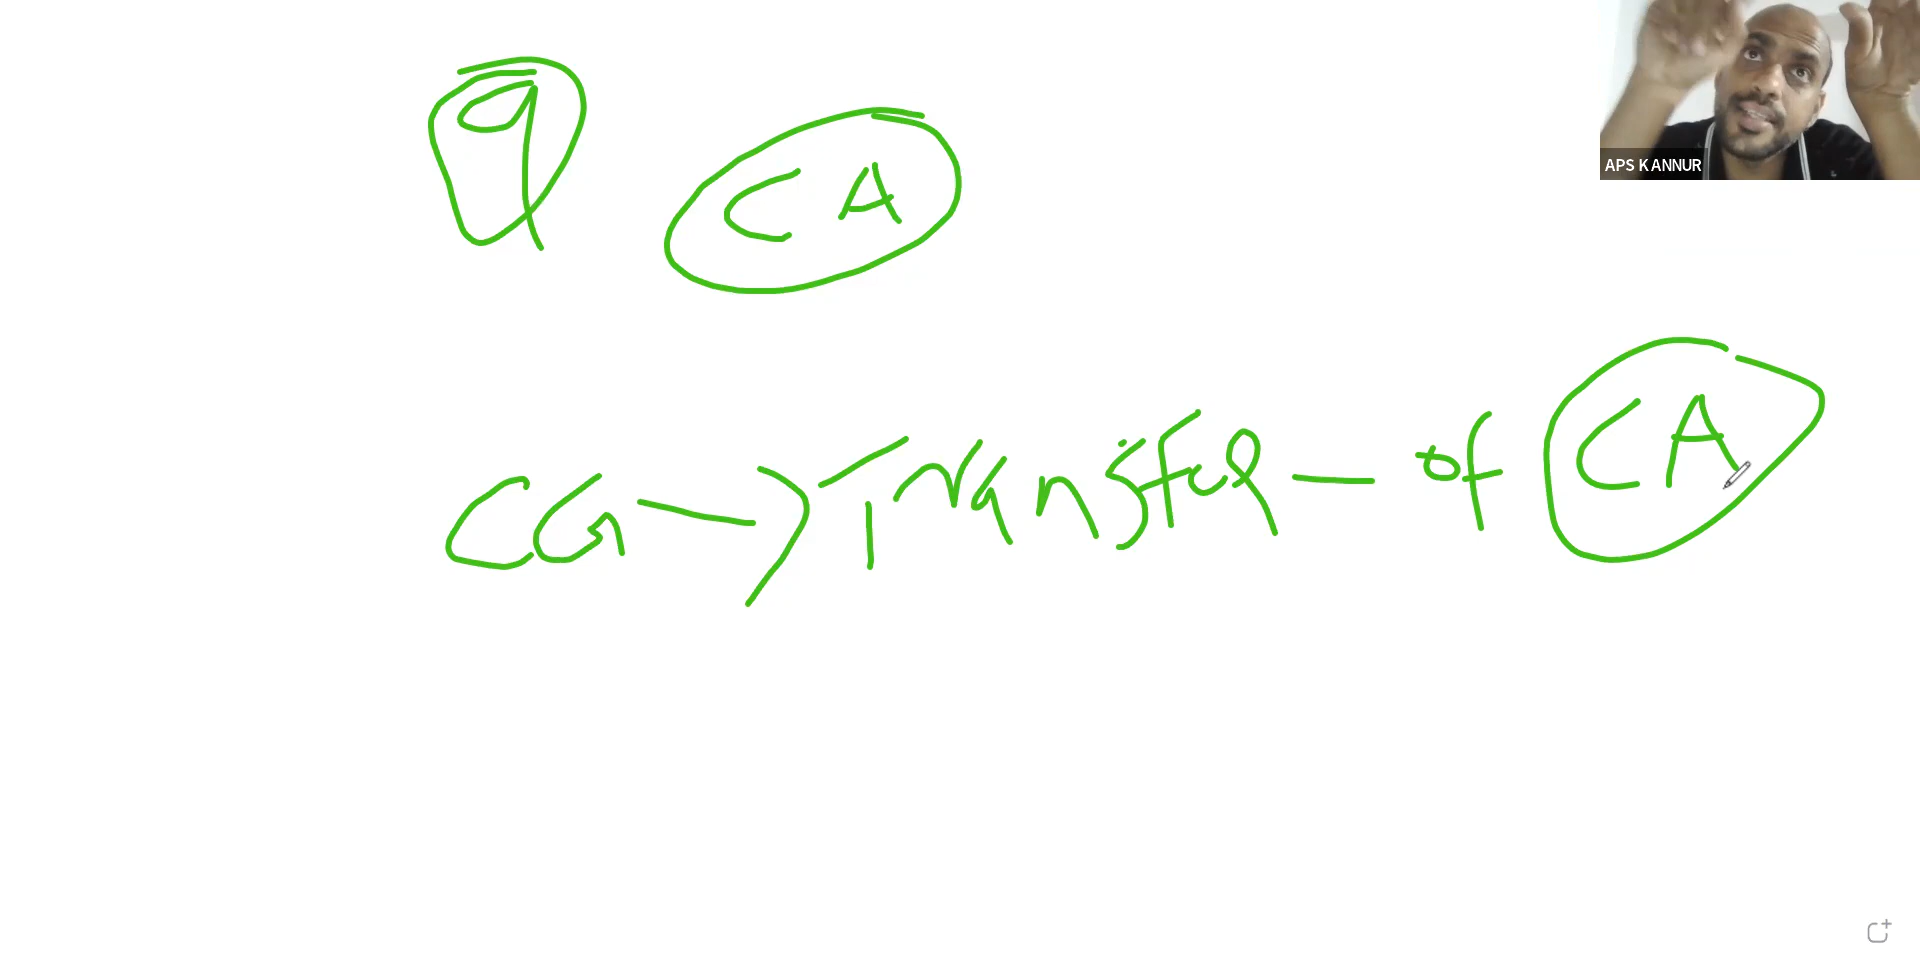 9 CA
APS KANNUR
CG → Transfer — of CA